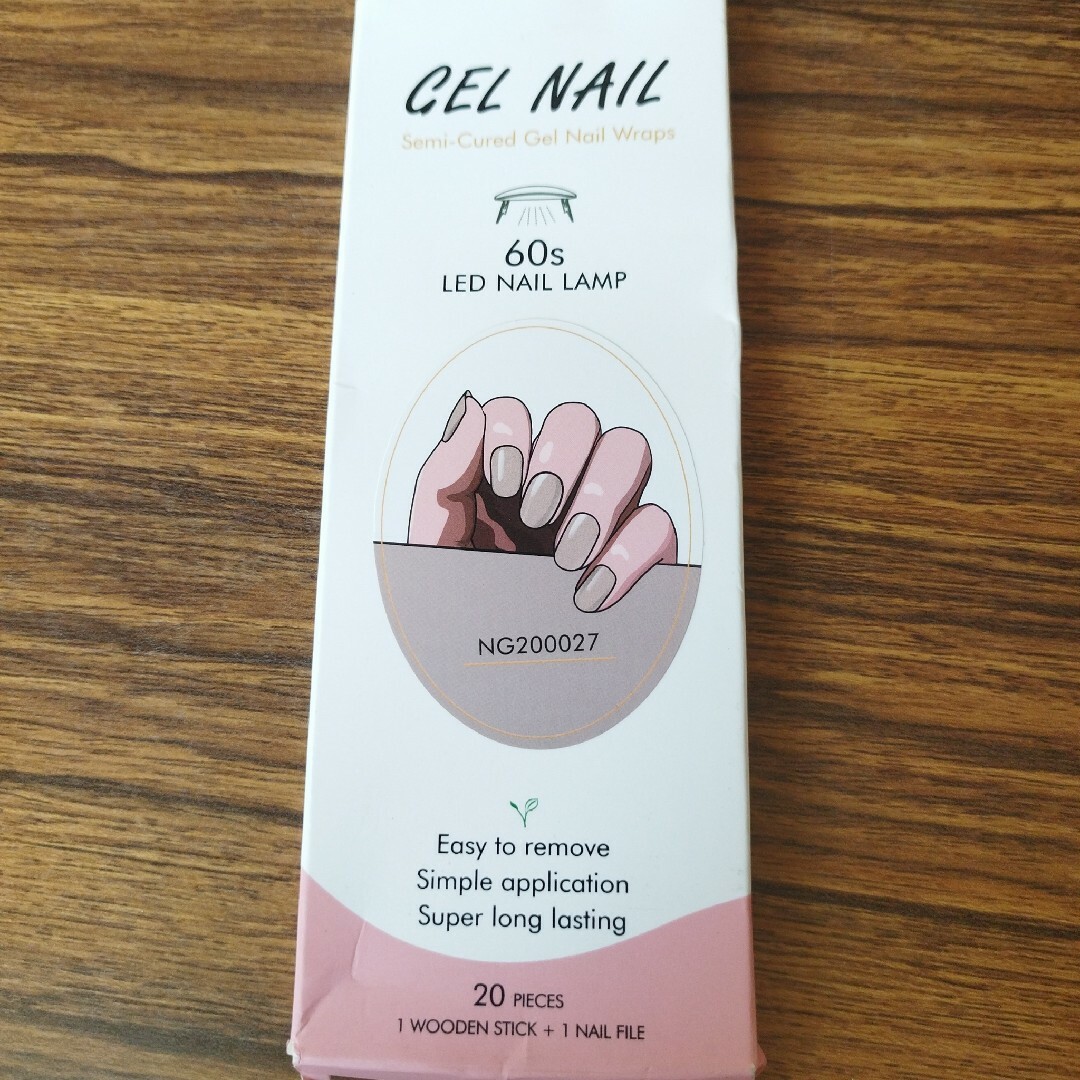 GEL NAIL
Semi-Cured Gel Nail Wraps
60s
LED NAIL LAMP
NG200027
Easy to remove
Simple application
Super long lasting
20 PIECES
1 WOODEN STICK + 1 NAIL FILE